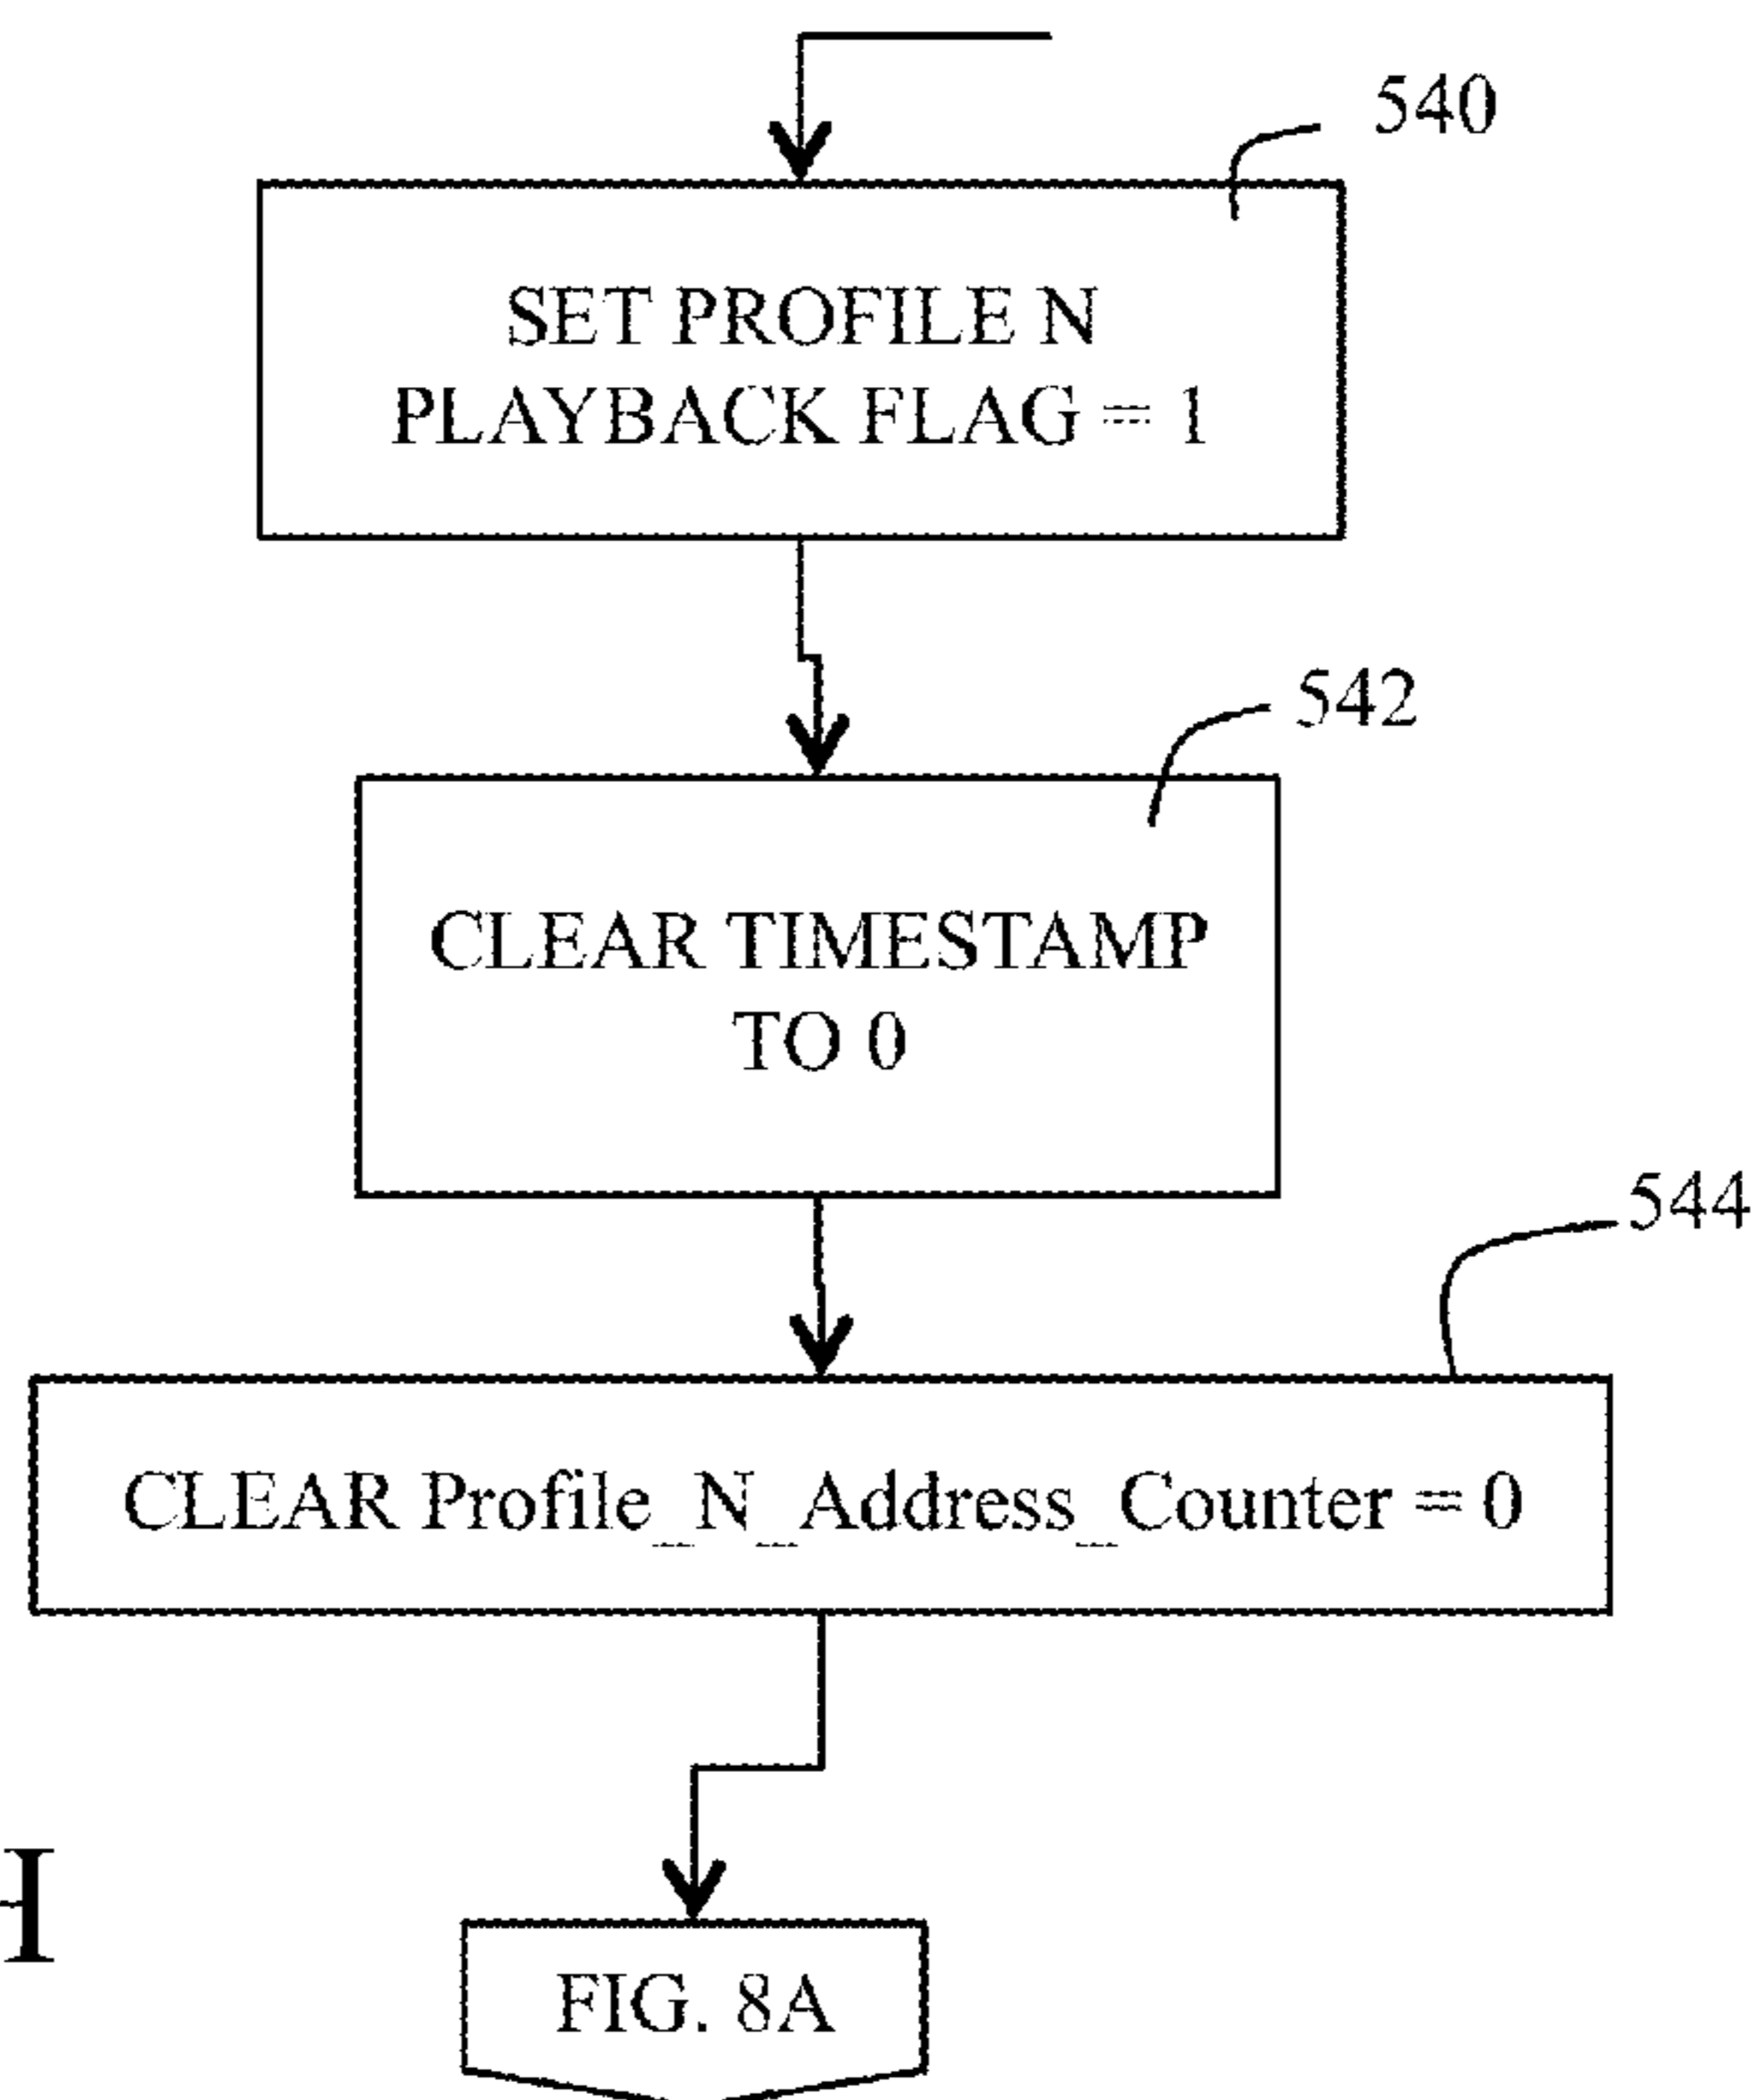 540
SET PROFILE N
PLAYBACK FLAG = 1
542
CLEAR TIMESTAMP
TO 0
544
CLEAR Profile_N_Address_Counter = 0
H
FIG. 8A